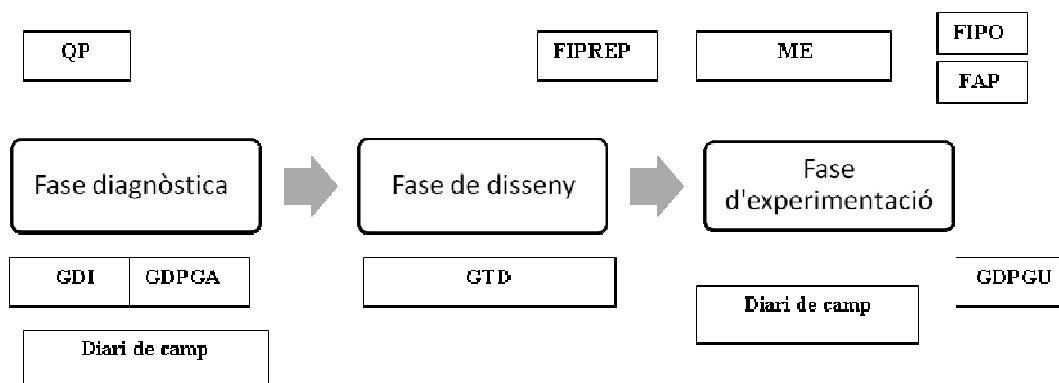 QP
FIPREP
ME
FIPO
FAP
Fase diagnòstica
Fase de disseny
Fase
d'experimentació
GDI
GDPGA
GTD
Diari de camp
GDPGU
Diari de camp